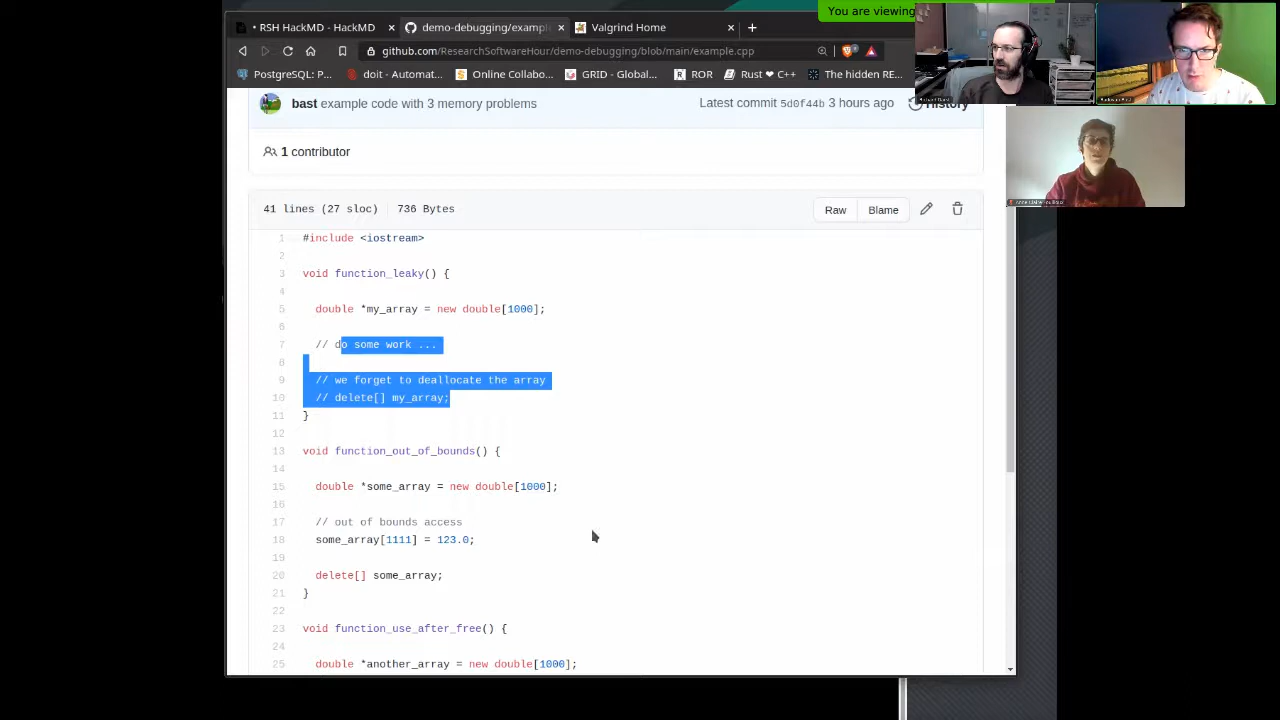 You are viewing
RSH HackMD - HackMD
demo-debugging/example
Valgrind Home
github.com/ResearchSoftwareHour/demo-debugging/blob/main/example.cpp
PostgreSQL: P...
doit - Automat...
Online Collabo...
GRID - Global...
ROR
Rust ❤ C++
The hidden RE...
bast example code with 3 memory problems
Latest commit 5d0f44b 3 hours ago
History
1 contributor
41 lines (27 sloc) 736 Bytes
Raw
Blame
1 #include <iostream>
2
3 void function_leaky() {
4
5 double *my_array = new double[1000];
6
7 // do some work ...
8
9 // we forget to deallocate the array
10 // delete[] my_array;
11 }
12
13 void function_out_of_bounds() {
14
15 double *some_array = new double[1000];
16
17 // out of bounds access
18 some_array[1111] = 123.0;
19
20 delete[] some_array;
21 }
22
23 void function_use_after_free() {
24
25 double *another_array = new double[1000];